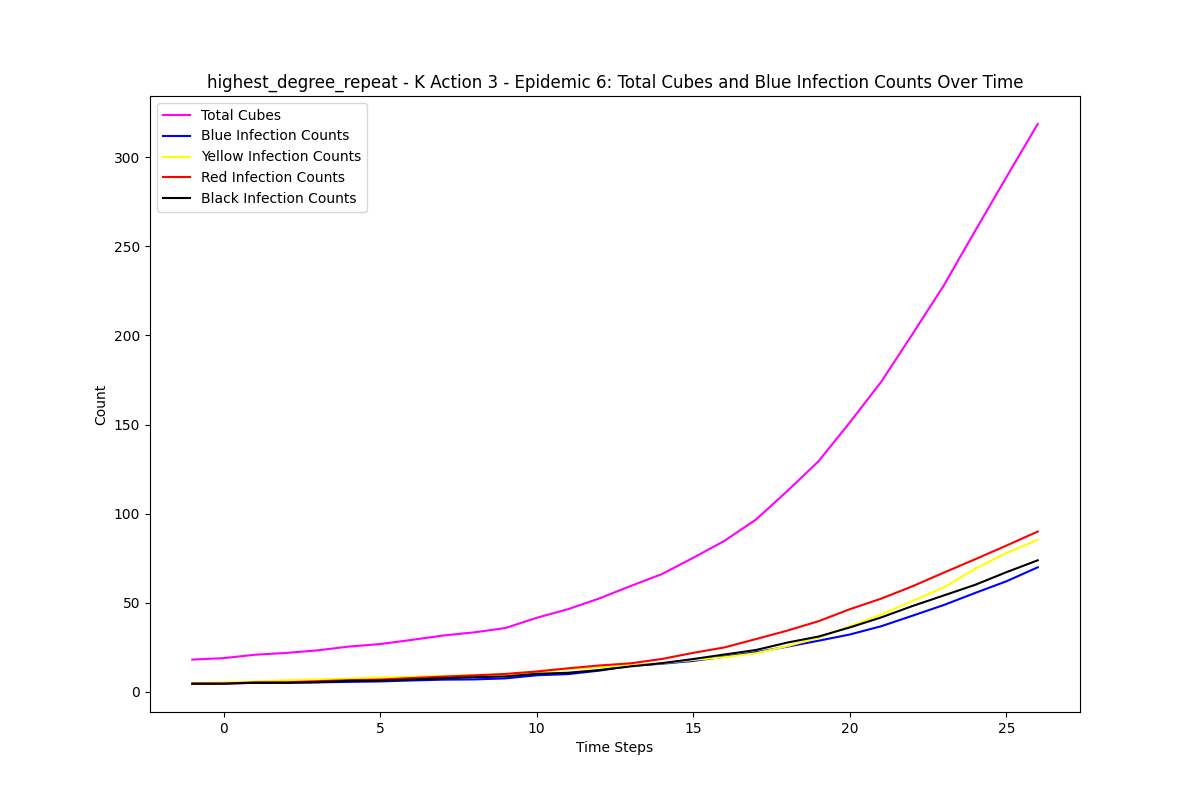 highest_degree_repeat - K Action 3 - Epidemic 6: Total Cubes and Blue Infection Counts Over Time
Total Cubes
Blue Infection Counts
Yellow Infection Counts
Red Infection Counts
Black Infection Counts
300
250
200
150
100
50
0
Count
0 5 10 15 20 25
Time Steps